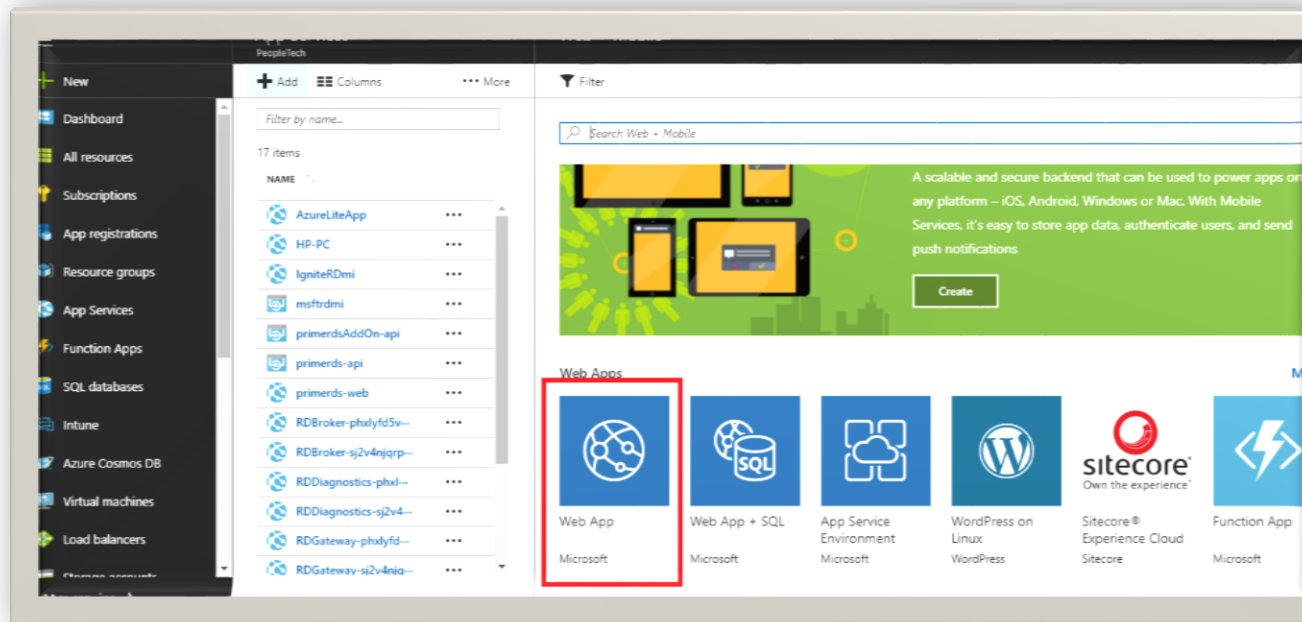 PeopleTech
New
Dashboard
All resources
Subscriptions
App registrations
Resource groups
App Services
Function Apps
SQL databases
Intune
Azure Cosmos DB
Virtual machines
Load balancers
Storage accounts
Add Columns ••• More
Filter by name...
17 items
NAME
AzureLiteApp •••
HP-PC •••
IgniteRDmi •••
msftrdmi •••
primerdsAddOn-api •••
primerds-api •••
primerds-web •••
RDBroker-phxlyfd5v--- •••
RDBroker-sj2v4njqrp--- •••
RDDiagnostics-phxl--- •••
RDDiagnostics-sj2v4--- •••
RDGateway-phxlyfd--- •••
RDGateway-sj2v4njq--- •••
Filter
Search Web + Mobile
A scalable and secure backend that can be used to power apps on
any platform – iOS, Android, Windows or Mac. With Mobile
Services, it's easy to store app data, authenticate users, and send
push notifications
Create
Web Apps
SQL
sitecore
Own the experience
Web App
Microsoft
Web App + SQL
Microsoft
App Service
Environment
Microsoft
WordPress on
Linux
WordPress
Sitecore®
Experience Cloud
Sitecore
Function App
Microsoft